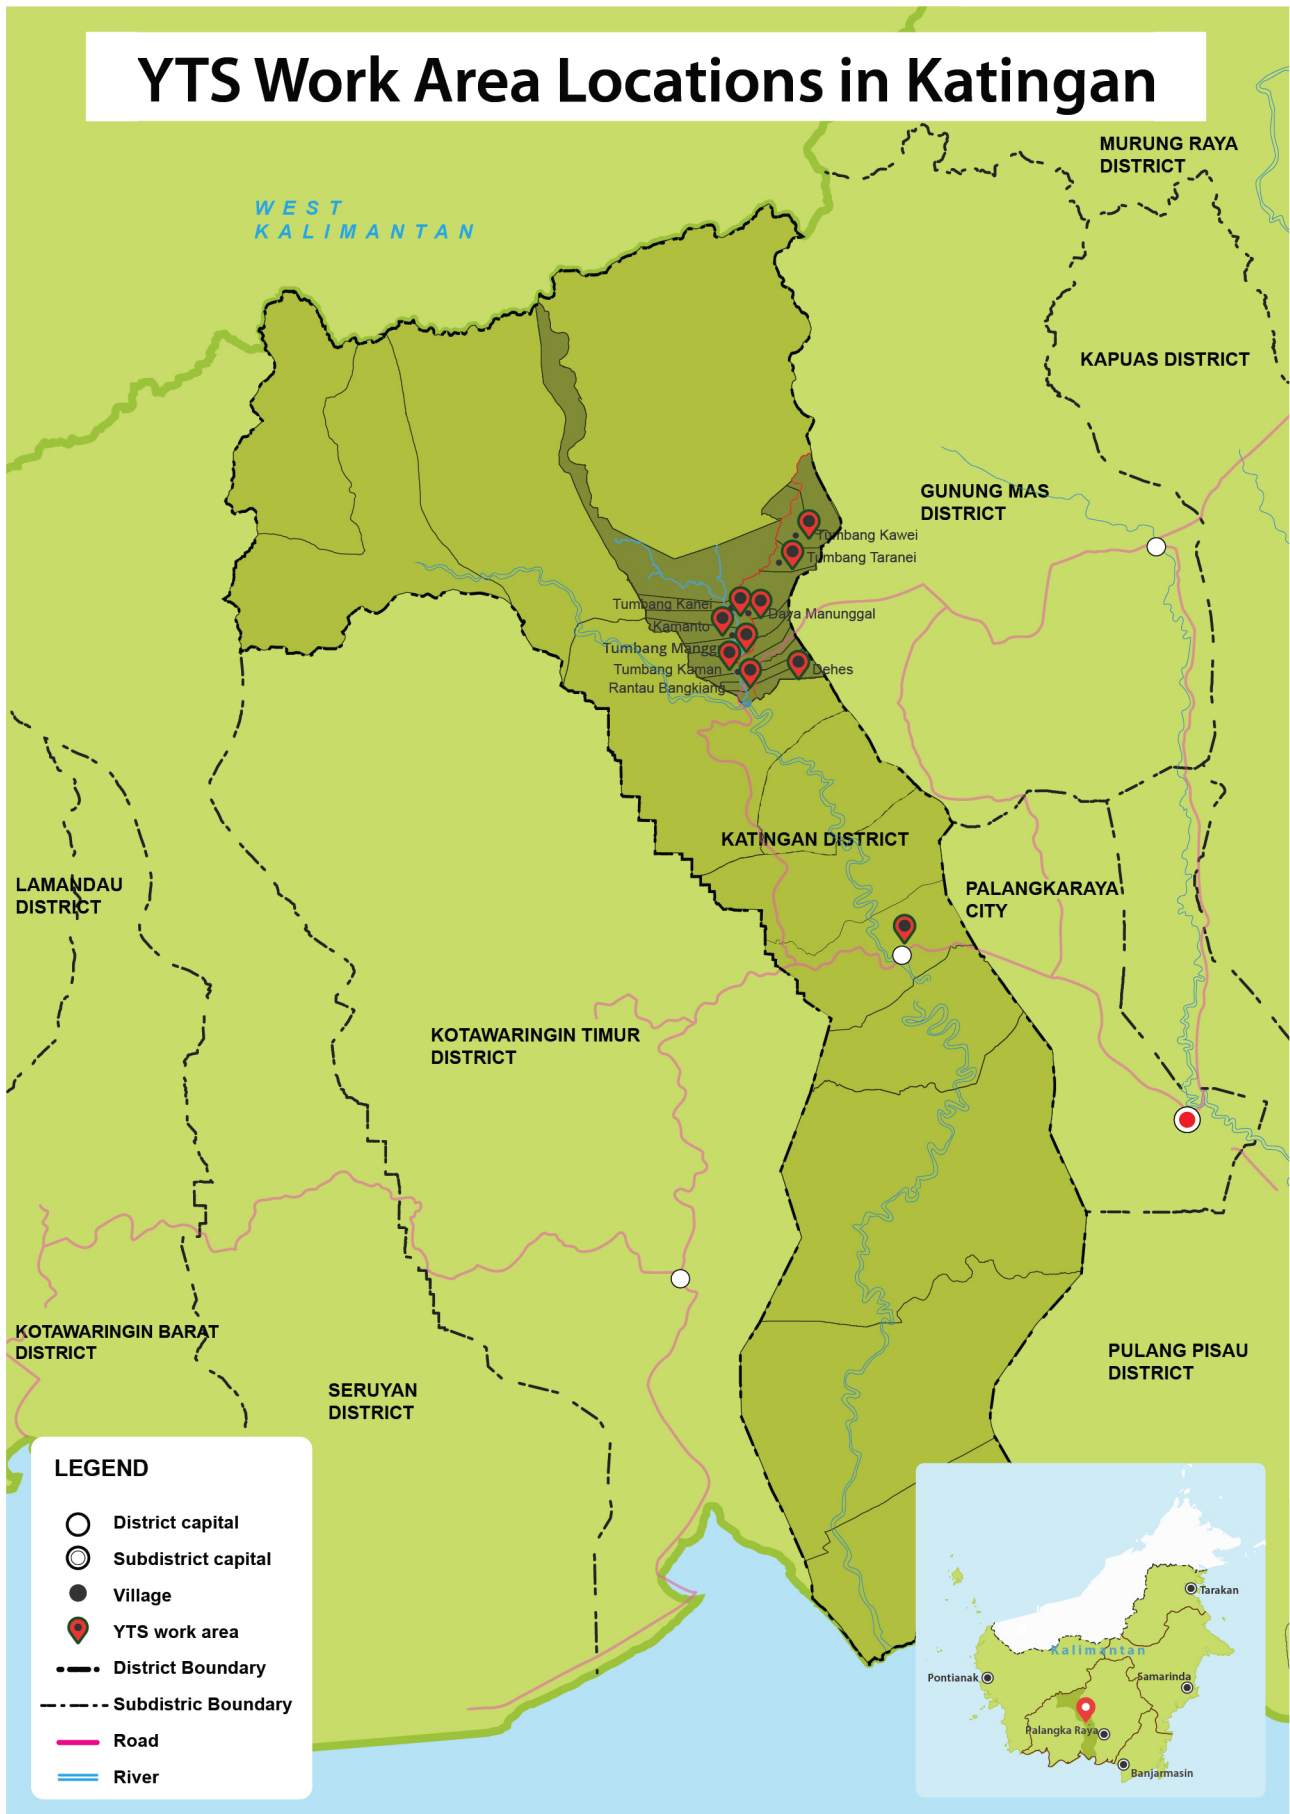 YTS Work Area Locations in Katingan
MURUNG RAYA
DISTRICT
WEST
KALIMANTAN
KAPUAS DISTRICT
GUNUNG MAS
DISTRICT
Tumbang Kawei
Tumbang Taranei
Tumbang Kanei
Daya Manunggal
Kamanto
Tumbang Mangg
Tumbang Kaman
Dehes
Rantau Bangkiang
KATINGAN DISTRICT
LAMANDAU
DISTRICT
PALANGKARAYA
CITY
KOTAWARINGIN TIMUR
DISTRICT
KOTAWARINGIN BARAT
DISTRICT
PULANG PISAU
DISTRICT
SERUYAN
DISTRICT
LEGEND
District capital
Subdistrict capital
Village
YTS work area
District Boundary
Subdistric Boundary
Road
River
Tarakan
Kalimantan
Pontianak
Samarinda
Palangka Raya
Banjarmasin